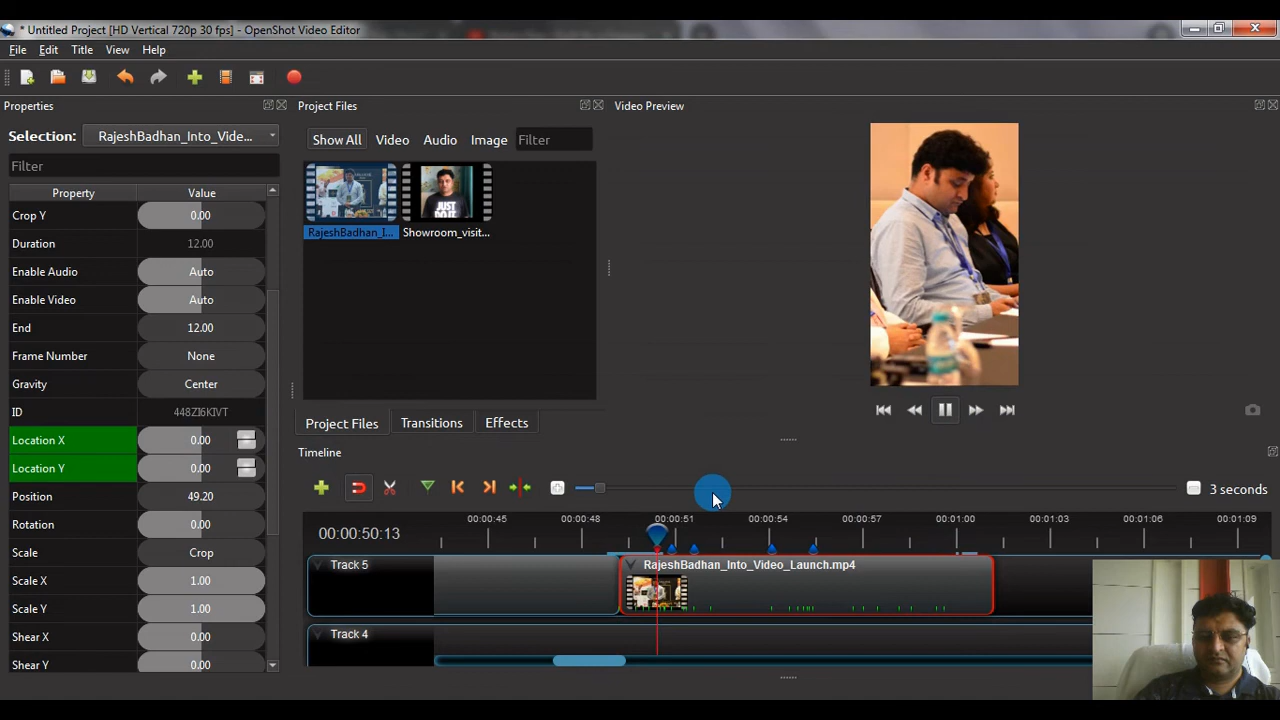 * Untitled Project [HD Vertical 720p 30 fps] - OpenShot Video Editor
File Edit Title View Help
Properties
Project Files
Video Preview
Selection: RajeshBadhan_Into_Vide...
Show All Video Audio Image Filter
Filter
Property Value
Crop Y 0.00
Duration 12.00
Enable Audio Auto
Enable Video Auto
End 12.00
Frame Number None
Gravity Center
ID 448ZI6KIVT
Location X 0.00
Location Y 0.00
Position 49.20
Rotation 0.00
Scale Crop
Scale X 1.00
Scale Y 1.00
Shear X 0.00
Shear Y 0.00
JUST
DO IT.
RajeshBadhan_I... Showroom_visit...
Project Files Transitions Effects
Timeline
3 seconds
00:00:50:13
00:00:45 00:00:48 00:00:51 00:00:54 00:00:57 00:01:00 00:01:03 00:01:06 00:01:09
Track 5
RajeshBadhan_Into_Video_Launch.mp4
Track 4